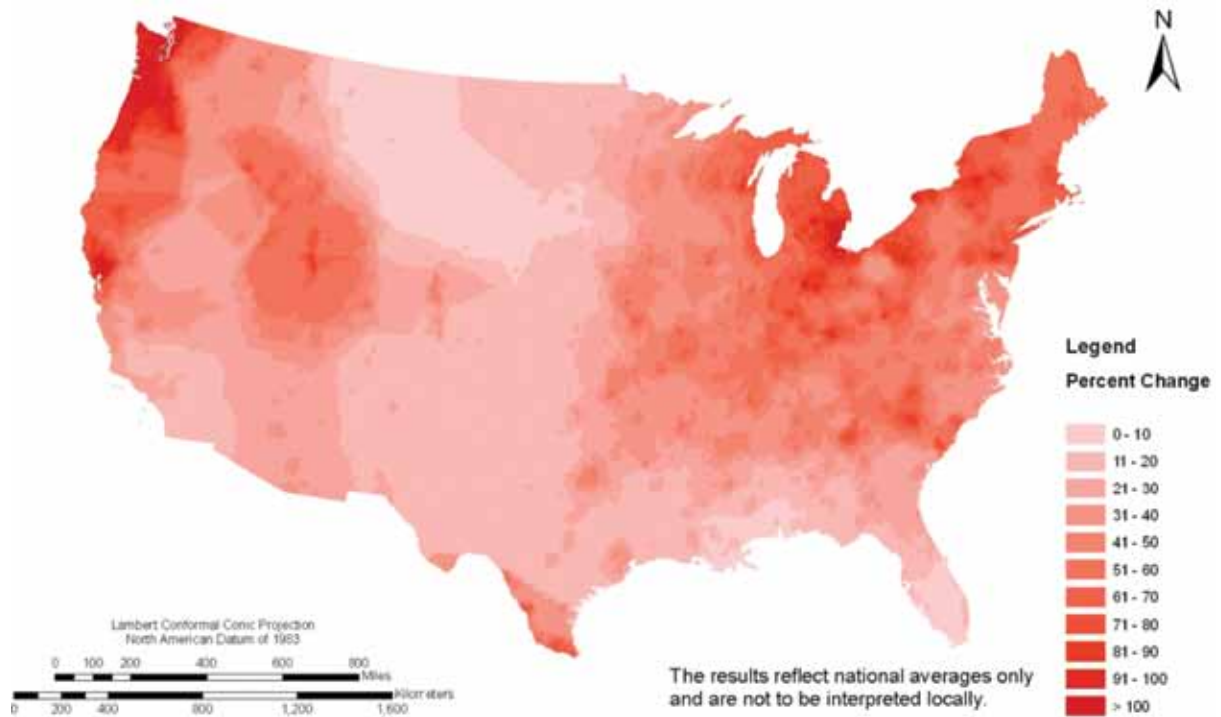 N
Legend
Percent Change
0 - 10
11 - 20
21 - 30
31 - 40
41 - 50
51 - 60
61 - 70
71 - 80
81 - 90
91 - 100
> 100
Lambert Conformal Conic Projection
North American Datum of 1983
0 100 200 400 600 800
Miles
Kilometers
0 200 400 800 1,200 1,600
The results reflect national averages only
and are not to be interpreted locally.